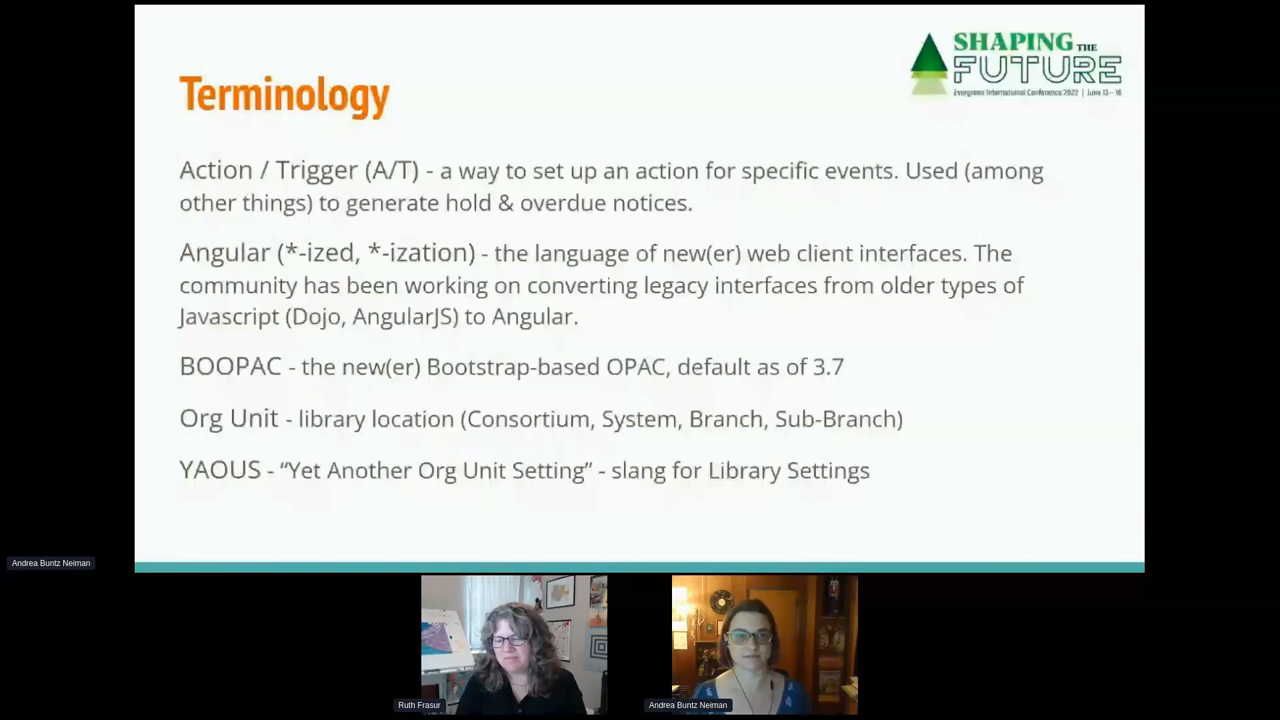 SHAPING THE
FUTURE
Evergreen International Conference 2022 | June 13 - 16
Terminology
Action / Trigger (A/T) - a way to set up an action for specific events. Used (among
other things) to generate hold & overdue notices.
Angular (*-ized, *-ization) - the language of new(er) web client interfaces. The
community has been working on converting legacy interfaces from older types of
Javascript (Dojo, AngularJS) to Angular.
BOOPAC - the new(er) Bootstrap-based OPAC, default as of 3.7
Org Unit - library location (Consortium, System, Branch, Sub-Branch)
YAOUS - “Yet Another Org Unit Setting” - slang for Library Settings
Andrea Buntz Neiman
Ruth Frasur
Andrea Buntz Neiman